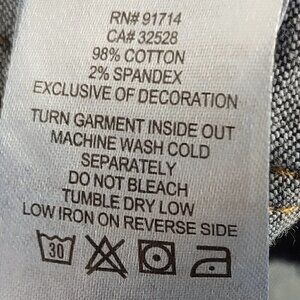 RN# 91714
CA# 32528
98% COTTON
2% SPANDEX
EXCLUSIVE OF DECORATION
TURN GARMENT INSIDE OUT
MACHINE WASH COLD
SEPARATELY
DO NOT BLEACH
TUMBLE DRY LOW
LOW IRON ON REVERSE SIDE
30